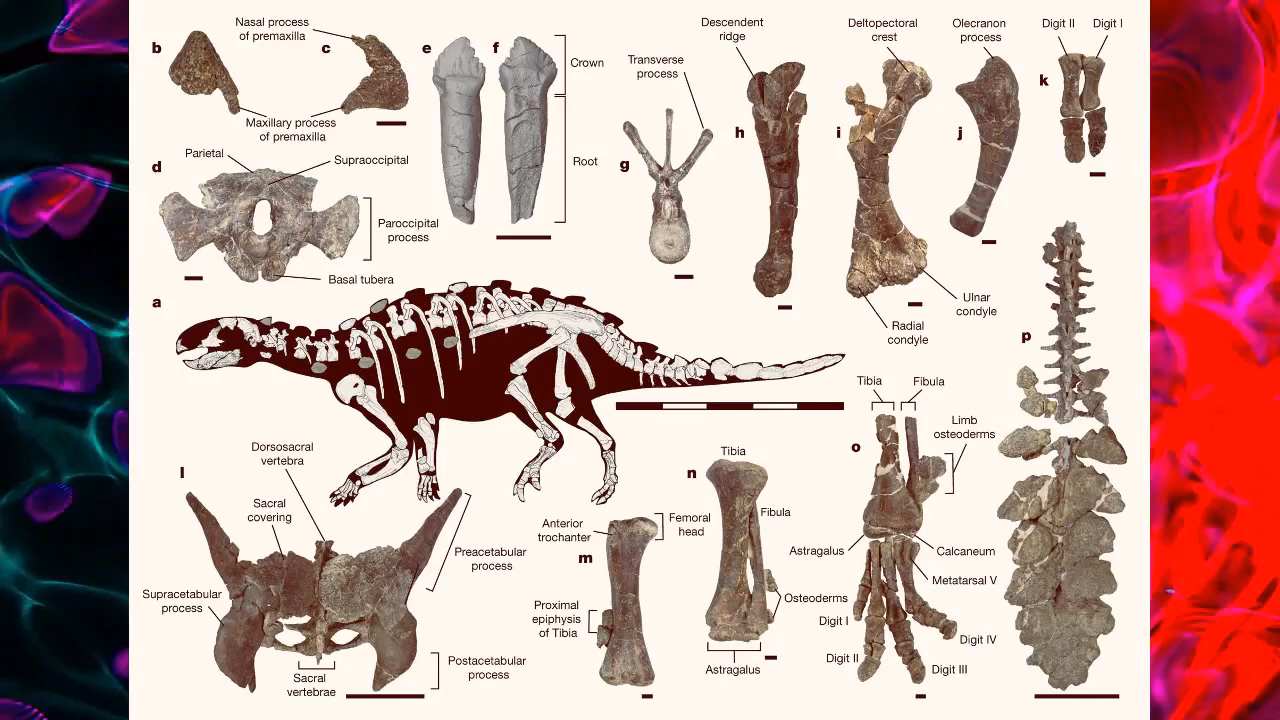 Nasal process
of premaxilla
b
c
Maxillary process
of premaxilla
e
f
Crown
Root
Transverse
process
g
Descendent
ridge
h
Deltopectoral
crest
i
Ulnar
condyle
Radial
condyle
Olecranon
process
j
Digit II
Digit I
k
d
Parietal
Supraoccipital
Paroccipital
process
Basal tubera
a
p
l
Dorsosacral
vertebra
Sacral
covering
Preacetabular
process
Supracetabular
process
Sacral
vertebrae
Postacetabular
process
m
Anterior
trochanter
Femoral
head
Proximal
epiphysis
of Tibia
n
Tibia
Fibula
Osteoderms
Astragalus
o
Tibia
Fibula
Limb
osteoderms
Astragalus
Calcaneum
Metatarsal V
Digit I
Digit IV
Digit II
Digit III